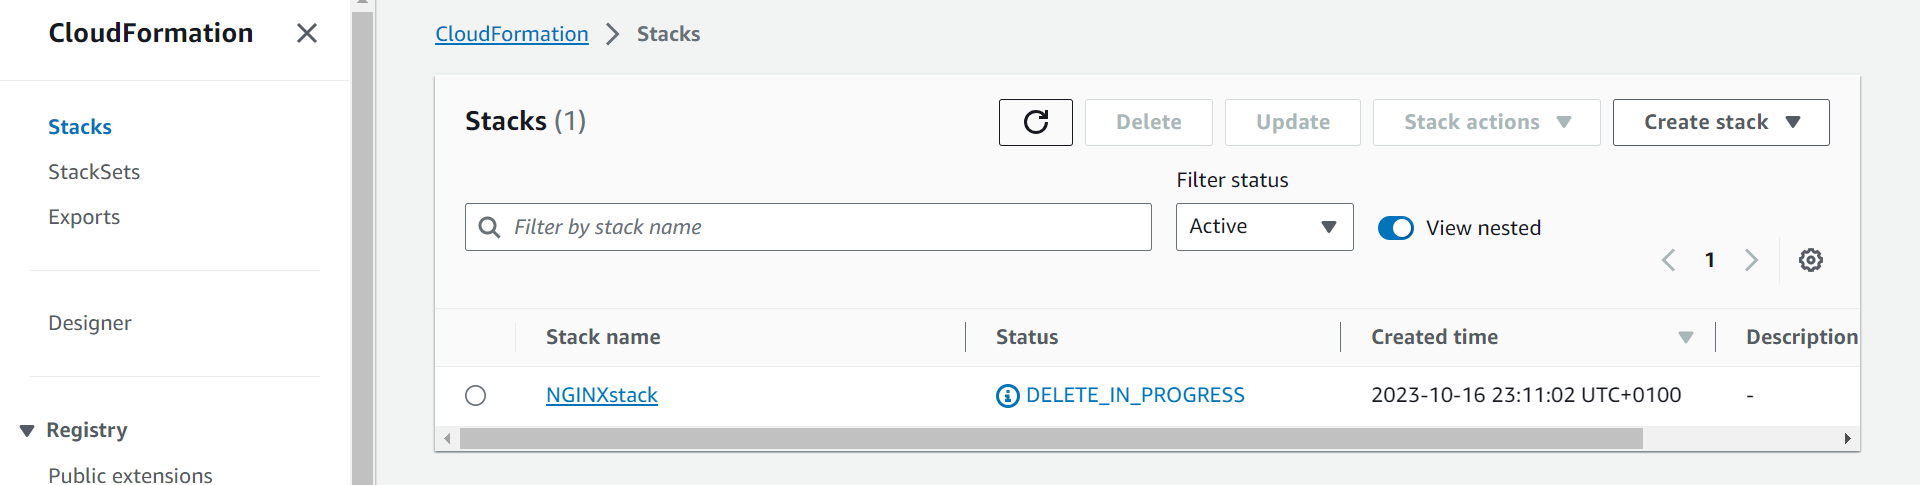 CloudFormation
Stacks
StackSets
Exports
Designer
Registry
Public extensions
CloudFormation Stacks
Stacks (1)
Delete Update Stack actions Create stack
Filter status
Filter by stack name Active View nested
1
Stack name Status Created time Description
NGINXstack DELETE_IN_PROGRESS 2023-10-16 23:11:02 UTC+0100 -